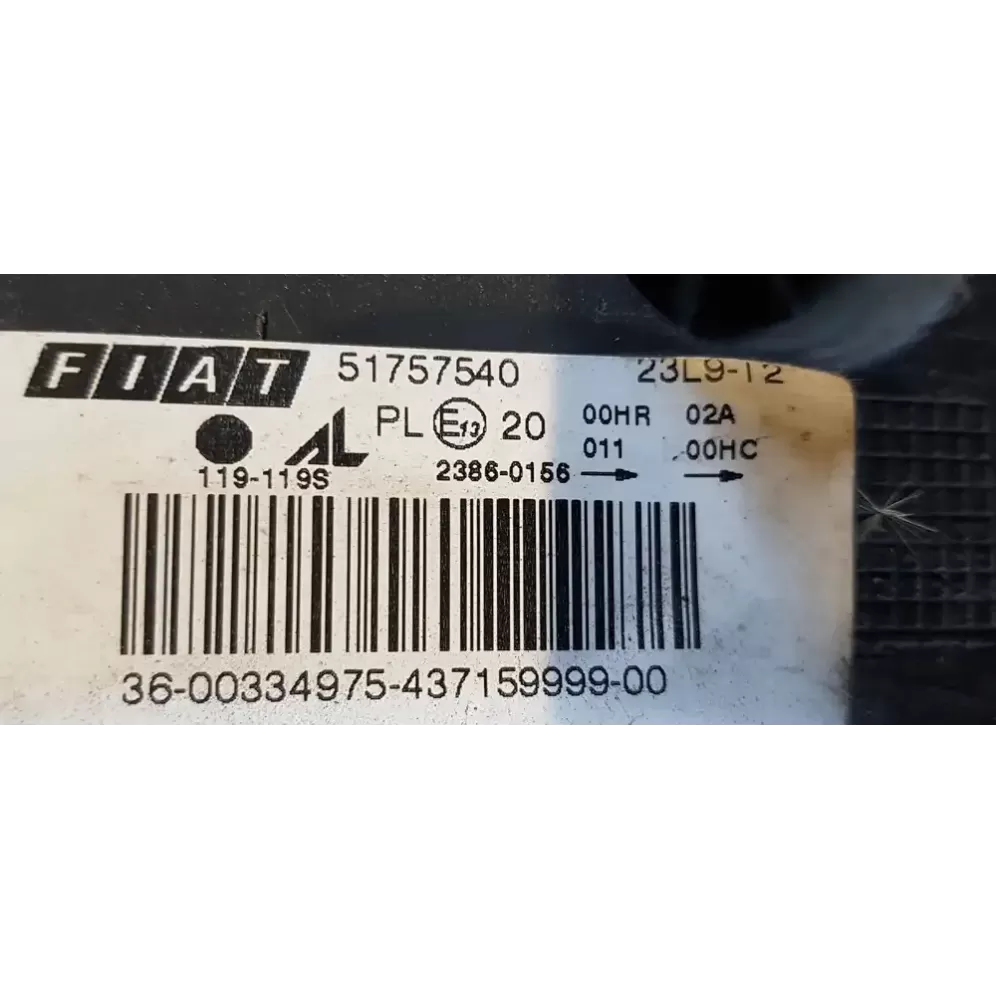 FIAT 51757540 23L9-12
PL E13 20 00HR 02A
AL 011 00HC
119-119S 2386-0156
36-00334975-437159999-00